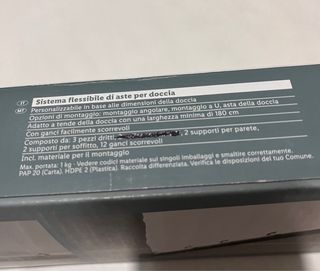 IT
MT
Sistema flessibile di aste per doccia
Personalizzabile in base alle dimensioni della doccia
Opzioni di montaggio: montaggio angolare, montaggio a U, asta della doccia
Adatto a tende della doccia con una larghezza minima di 180 cm
Con ganci facilmente scorrevoli
Composto da: 3 pezzi dritti, , 2 supporti per parete,
2 supporti per soffitto, 12 ganci scorrevoli
Incl. materiale per il montaggio
Max. portata: 1 kg · Vedere codici materiale su singoli imballaggi e smaltire correttamente.
PAP 20 (Carta). HDPE 2 (Plastica). Raccolta differenziata. Verifica le disposizioni del tuo Comune.